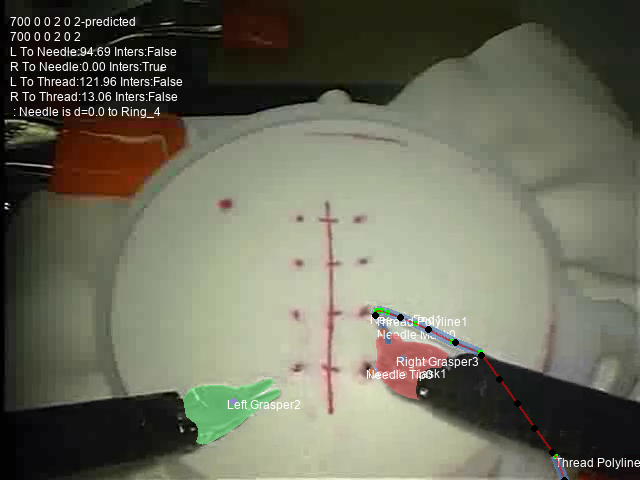 700 0 0 2 0 2-predicted
700 0 0 2 0 2
L To Needle:94.69 Inters:False
R To Needle:0.00 Inters:True
L To Thread:121.96 Inters:False
R To Thread:13.06 Inters:False
: Needle is d=0.0 to Ring_4
Thread Polyline1
Right Grasper3
Needle Tip
Left Grasper2
Thread Polyline